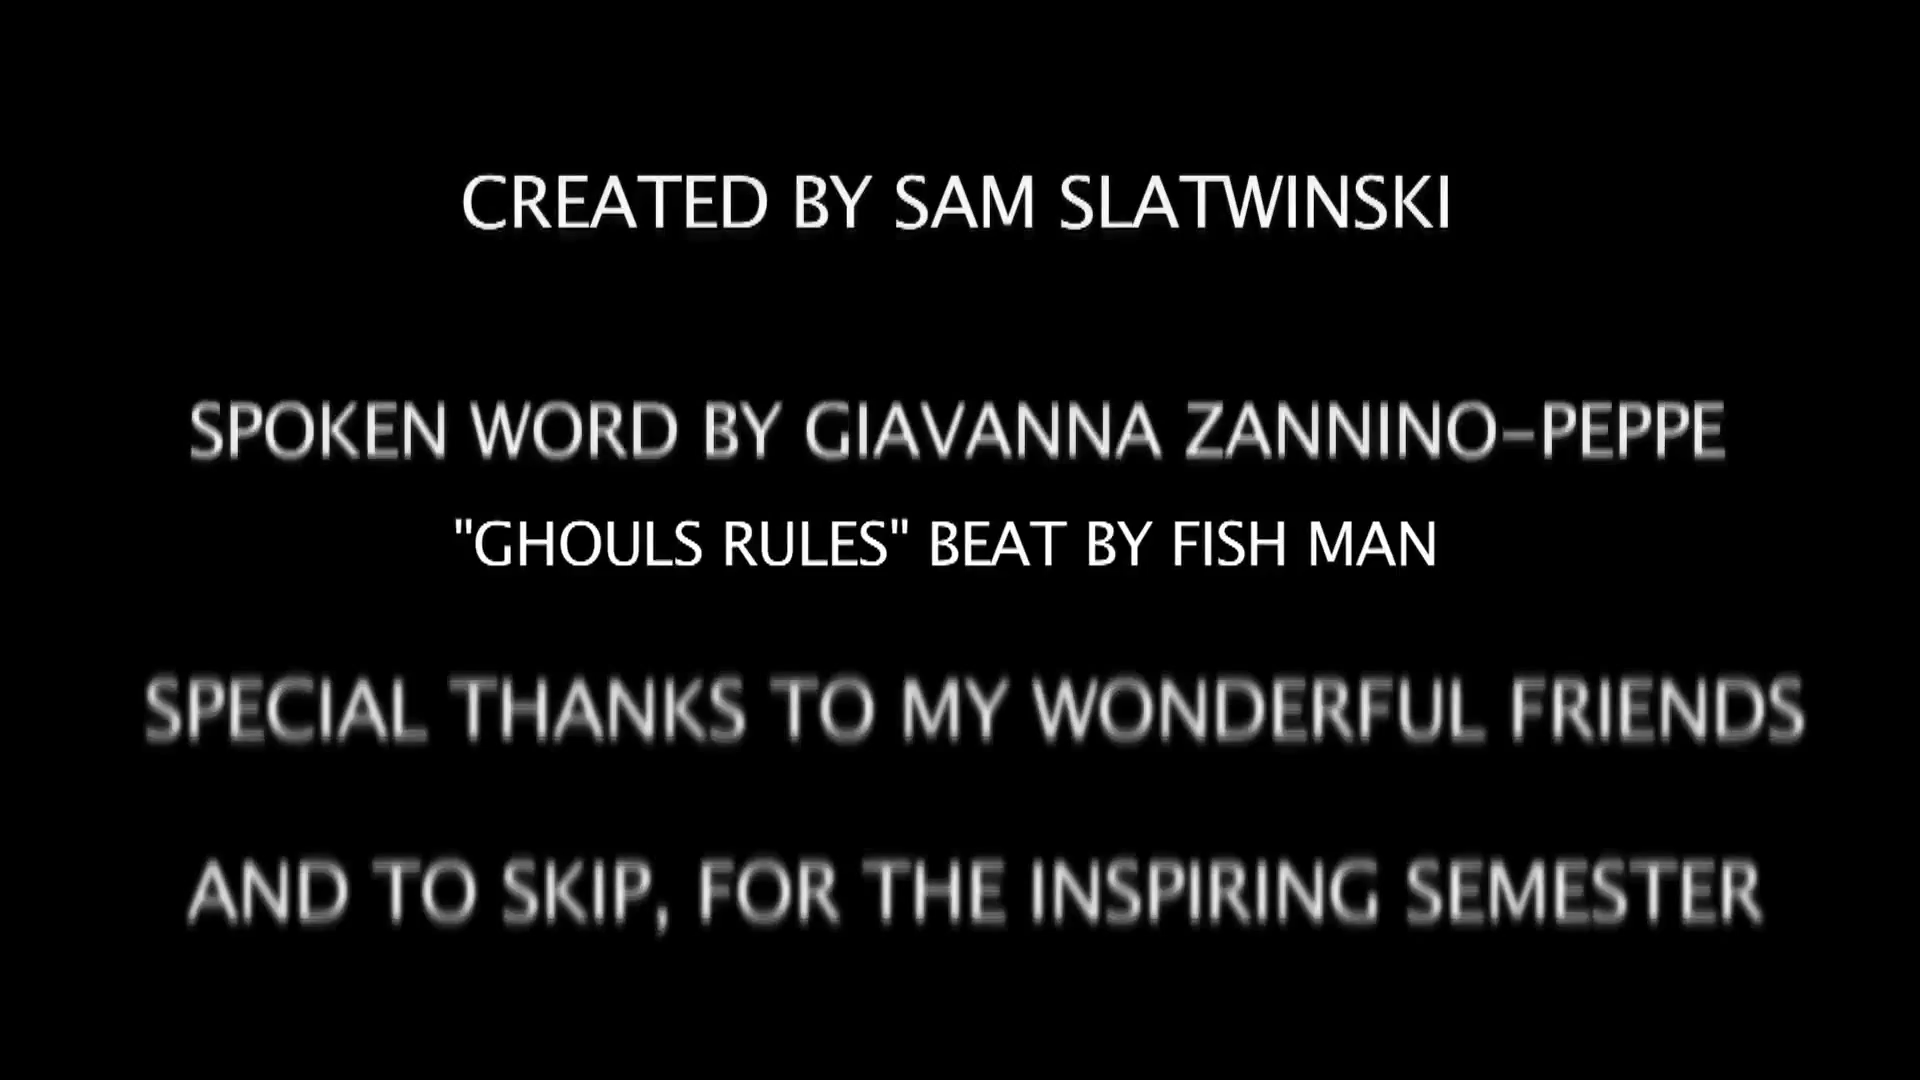 CREATED BY SAM SLATWINSKI
SPOKEN WORD BY GIAVANNA ZANNINO-PEPPE
"GHOULS RULES" BEAT BY FISH MAN
SPECIAL THANKS TO MY WONDERFUL FRIENDS
AND TO SKIP, FOR THE INSPIRING SEMESTER